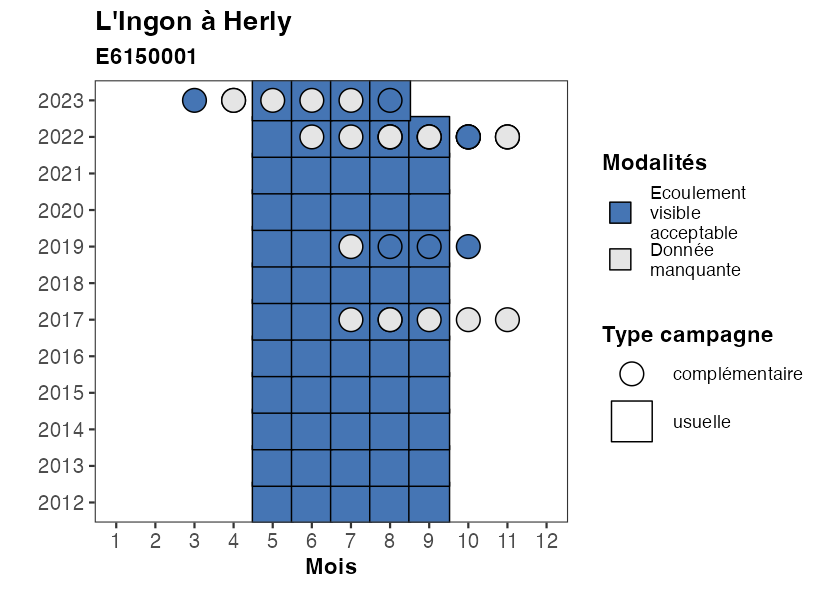 L'Ingon à Herly
E6150001
2023
2022
2021
2020
2019
2018
2017
2016
2015
2014
2013
2012
1 2 3 4 5 6 7 8 9 10 11 12
Mois
Modalités
Ecoulement
visible
acceptable
Donnée
manquante
Type campagne
complémentaire
usuelle